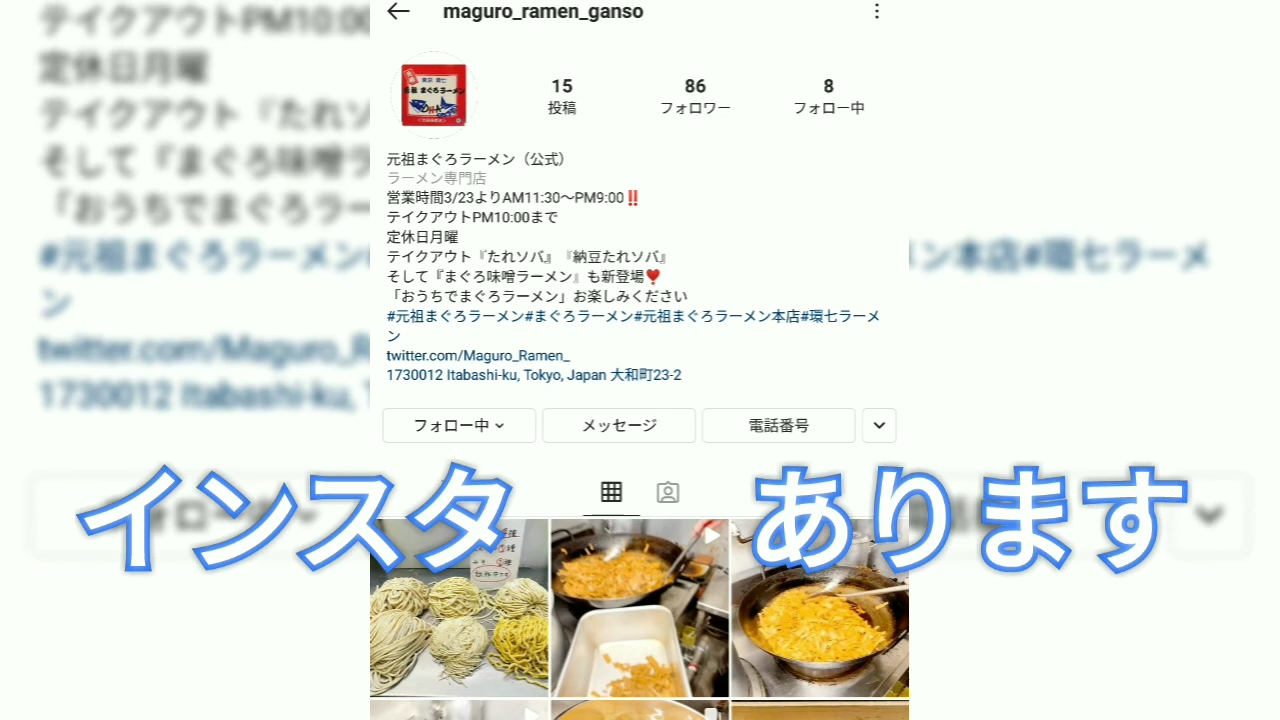 maguro_ramen_ganso
15
投稿
86
フォロワー
8
フォロー中
元祖まぐろラーメン（公式）
ラーメン専門店
営業時間3/23よりAM11:30〜PM9:00‼️
テイクアウトPM10:00まで
定休日月曜
テイクアウト『たれソバ』『納豆たれソバ』
そして『まぐろ味噌ラーメン』も新登場❣️
「おうちでまぐろラーメン」お楽しみください
#元祖まぐろラーメン#まぐろラーメン#元祖まぐろラーメン本店#環七ラーメ
ン
twitter.com/Maguro_Ramen_
1730012 Itabashi-ku, Tokyo, Japan 大和町23-2
フォロー中
メッセージ
電話番号
インスタ あります